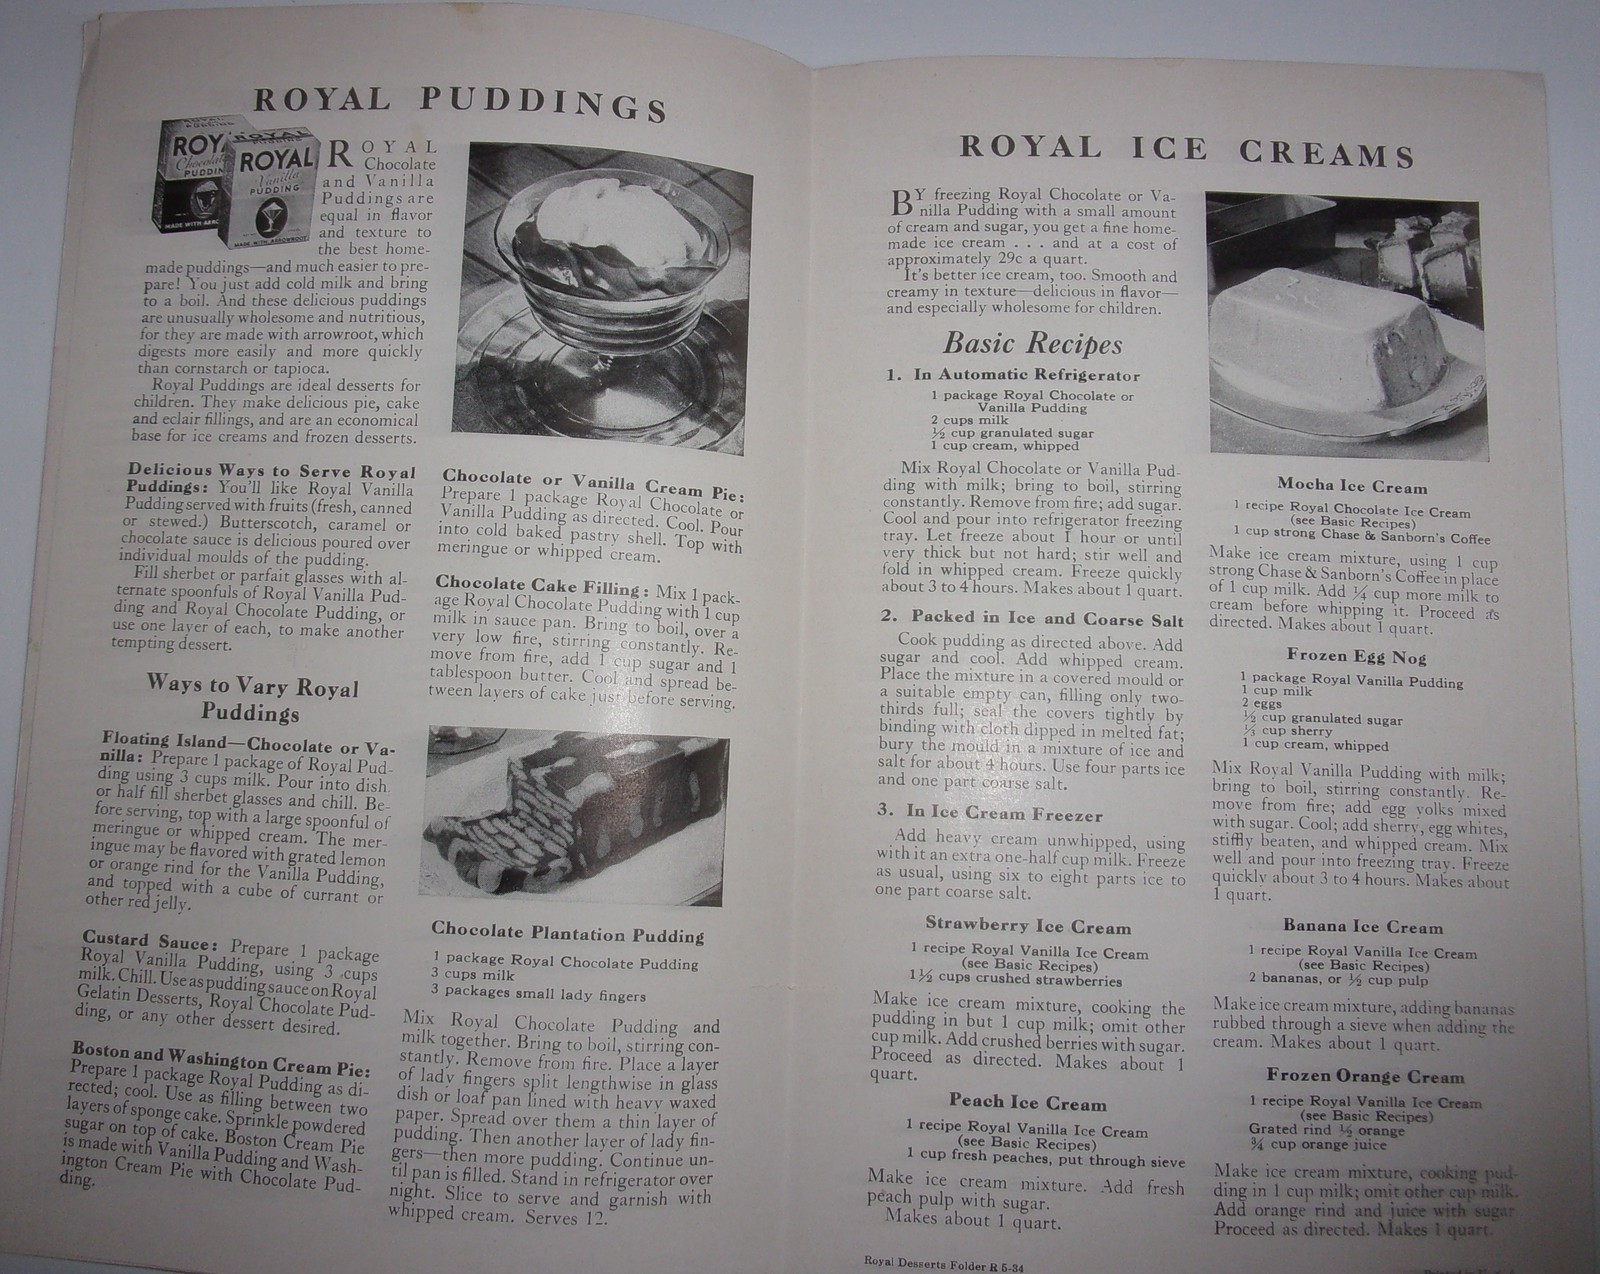 ROYAL PUDDINGS
ROYAL
Chocolate
PUDDIN
MADE WITH ARRO
ROYAL
ROYAL
Vanilla
PUDDING
MADE WITH ARROWROOT
ROYAL
Chocolate
and Vanilla
Puddings are
equal in flavor
and texture to
the best home-
made puddings—and much easier to pre-
pare! You just add cold milk and bring
to a boil. And these delicious puddings
are unusually wholesome and nutritious,
for they are made with arrowroot, which
digests more easily and more quickly
than cornstarch or tapioca.
Royal Puddings are ideal desserts for
children. They make delicious pie, cake
and eclair fillings, and are an economical
base for ice creams and frozen desserts.
Delicious Ways to Serve Royal
Puddings: You'll like Royal Vanilla
Pudding served with fruits (fresh, canned
or stewed.) Butterscotch, caramel or
chocolate sauce is delicious poured over
individual moulds of the pudding.
Fill sherbet or parfait glasses with al-
ternate spoonfuls of Royal Vanilla Pud-
ding and Royal Chocolate Pudding, or
use one layer of each, to make another
tempting dessert.
Ways to Vary Royal
Puddings
Floating Island—Chocolate or Va-
nilla: Prepare 1 package of Royal Pud-
ding using 3 cups milk. Pour into dish
or half fill sherbet glasses and chill. Be-
fore serving, top with a large spoonful of
meringue or whipped cream. The mer-
ingue may be flavored with grated lemon
or orange rind for the Vanilla Pudding,
and topped with a cube of currant or
other red jelly.
Custard Sauce: Prepare 1 package
Royal Vanilla Pudding, using 3 cups
milk. Chill. Use as pudding sauce on Royal
Gelatin Desserts, Royal Chocolate Pud-
ding, or any other dessert desired.
Boston and Washington Cream Pie:
Prepare 1 package Royal Pudding as di-
rected; cool. Use as filling between two
layers of sponge cake. Sprinkle powdered
sugar on top of cake. Boston Cream Pie
is made with Vanilla Pudding and Wash-
ington Cream Pie with Chocolate Pud-
ding.
Chocolate or Vanilla Cream Pie:
Prepare 1 package Royal Chocolate or
Vanilla Pudding as directed. Cool. Pour
into cold baked pastry shell. Top with
meringue or whipped cream.
Chocolate Cake Filling: Mix 1 pack-
age Royal Chocolate Pudding with 1 cup
milk in sauce pan. Bring to boil, over a
very low fire, stirring constantly. Re-
move from fire, add 1 cup sugar and 1
tablespoon butter. Cool and spread be-
tween layers of cake just before serving.
Chocolate Plantation Pudding
1 package Royal Chocolate Pudding
3 cups milk
3 packages small lady fingers
Mix Royal Chocolate Pudding and
milk together. Bring to boil, stirring con-
stantly. Remove from fire. Place a layer
of lady fingers split lengthwise in glass
dish or loaf pan lined with heavy waxed
paper. Spread over them a thin layer of
pudding. Then another layer of lady fin-
gers—then more pudding. Continue un-
til pan is filled. Stand in refrigerator over
night. Slice to serve and garnish with
whipped cream. Serves 12.
ROYAL ICE CREAMS
BY freezing Royal Chocolate or Va-
nilla Pudding with a small amount
of cream and sugar, you get a fine home-
made ice cream . . . and at a cost of
approximately 29c a quart.
It's better ice cream, too. Smooth and
creamy in texture—delicious in flavor—
and especially wholesome for children.
Basic Recipes
1. In Automatic Refrigerator
1 package Royal Chocolate or
Vanilla Pudding
2 cups milk
½ cup granulated sugar
1 cup cream, whipped
Mix Royal Chocolate or Vanilla Pud-
ding with milk; bring to boil, stirring
constantly. Remove from fire; add sugar.
Cool and pour into refrigerator freezing
tray. Let freeze about 1 hour or until
very thick but not hard; stir well and
fold in whipped cream. Freeze quickly
about 3 to 4 hours. Makes about 1 quart.
2. Packed in Ice and Coarse Salt
Cook pudding as directed above. Add
sugar and cool. Add whipped cream.
Place the mixture in a covered mould or
a suitable empty can, filling only two-
thirds full; seal the covers tightly by
binding with cloth dipped in melted fat;
bury the mould in a mixture of ice and
salt for about 4 hours. Use four parts ice
and one part coarse salt.
3. In Ice Cream Freezer
Add heavy cream unwhipped, using
with it an extra one-half cup milk. Freeze
as usual, using six to eight parts ice to
one part coarse salt.
Strawberry Ice Cream
1 recipe Royal Vanilla Ice Cream
(see Basic Recipes)
1½ cups crushed strawberries
Make ice cream mixture, cooking the
pudding in but 1 cup milk; omit other
cup milk. Add crushed berries with sugar.
Proceed as directed. Makes about 1
quart.
Peach Ice Cream
1 recipe Royal Vanilla Ice Cream
(see Basic Recipes)
1 cup fresh peaches, put through sieve
Make ice cream mixture. Add fresh
peach pulp with sugar.
Makes about 1 quart.
Royal Desserts Folder R 5-34
Mocha Ice Cream
1 recipe Royal Chocolate Ice Cream
(see Basic Recipes)
1 cup strong Chase & Sanborn's Coffee
Make ice cream mixture, using 1 cup
strong Chase & Sanborn's Coffee in place
of 1 cup milk. Add ¼ cup more milk to
cream before whipping it. Proceed as
directed. Makes about 1 quart.
Frozen Egg Nog
1 package Royal Vanilla Pudding
1 cup milk
2 eggs
½ cup granulated sugar
⅓ cup sherry
1 cup cream, whipped
Mix Royal Vanilla Pudding with milk;
bring to boil, stirring constantly. Re-
move from fire; add egg yolks mixed
with sugar. Cool; add sherry, egg whites,
stiffly beaten, and whipped cream. Mix
well and pour into freezing tray. Freeze
quickly about 3 to 4 hours. Makes about
1 quart.
Banana Ice Cream
1 recipe Royal Vanilla Ice Cream
(see Basic Recipes)
2 bananas, or ½ cup pulp
Make ice cream mixture, adding bananas
rubbed through a sieve when adding the
cream. Makes about 1 quart.
Frozen Orange Cream
1 recipe Royal Vanilla Ice Cream
(see Basic Recipes)
Grated rind ½ orange
¾ cup orange juice
Make ice cream mixture, cooking pud-
ding in 1 cup milk; omit other cup milk.
Add orange rind and juice with sugar
Proceed as directed. Makes 1 quart.